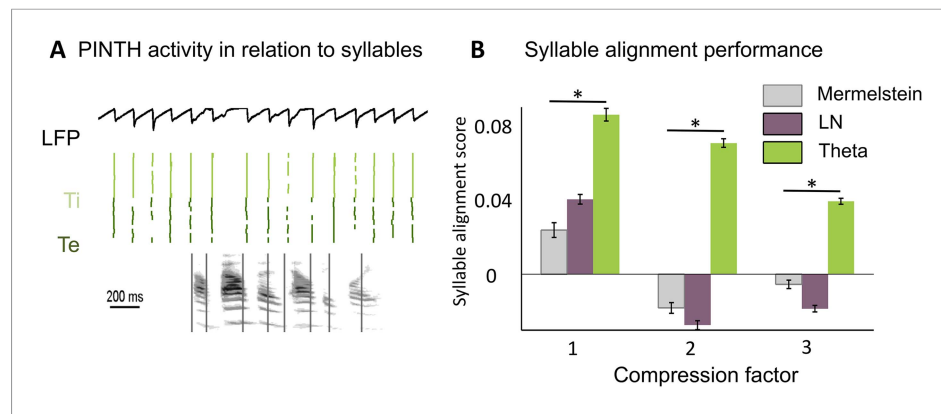 A PINTH activity in relation to syllables
LFP
Ti
Te
200 ms
B Syllable alignment performance
Mermelstein
LN
Theta
Syllable alignment score
0.08
0.04
0
*
*
*
1 2 3
Compression factor